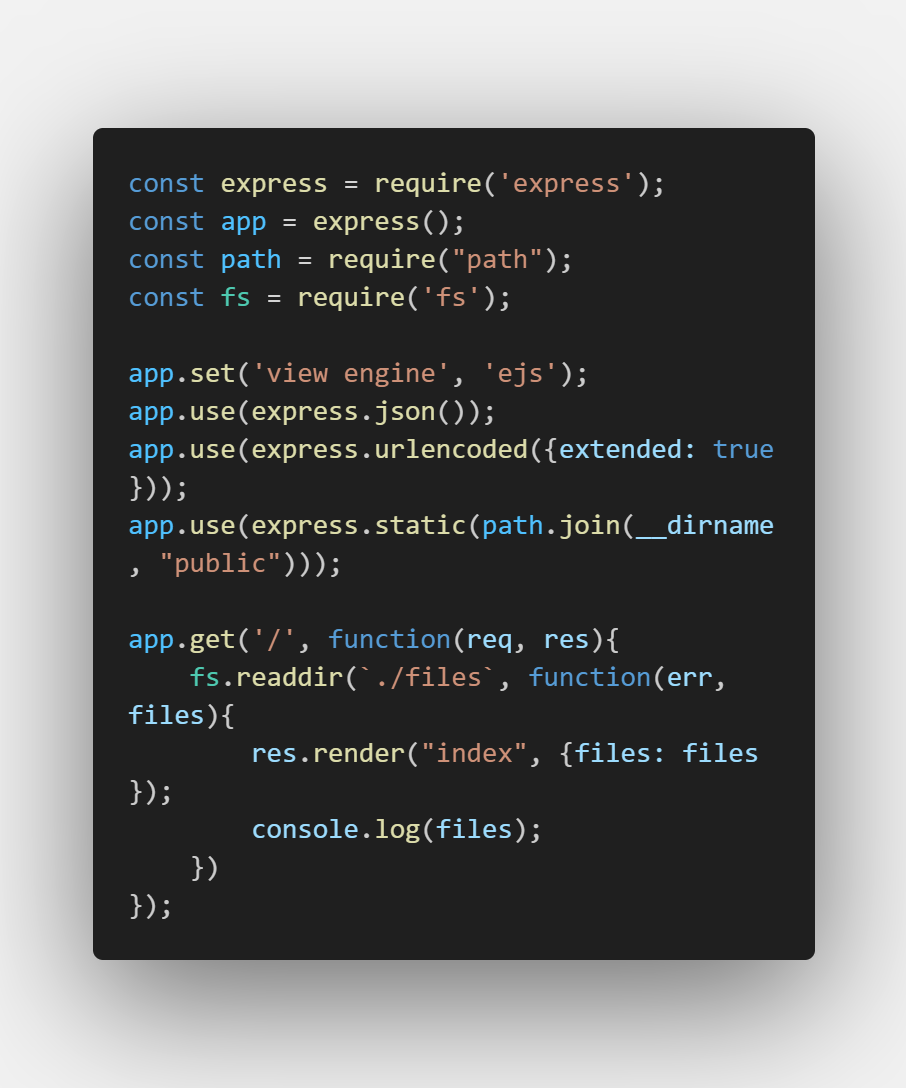 const express = require('express');
const app = express();
const path = require("path");
const fs = require('fs');

app.set('view engine', 'ejs');
app.use(express.json());
app.use(express.urlencoded({extended: true
}));
app.use(express.static(path.join(__dirname
, "public")));

app.get('/', function(req, res){
    fs.readdir(`./files`, function(err,
files){
        res.render("index", {files: files
});
        console.log(files);
    })
});